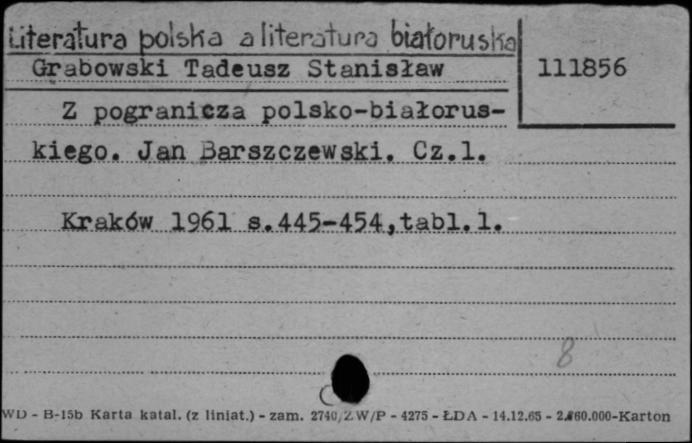 Literatura polska a literatura białoruska
Grabowski Tadeusz Stanisław
111856
Z pogranicza polsko-białorus-
kiego. Jan Barszczewski. Cz.1.
Kraków 1961 s.445-454,tabl.1.
8
WD - B-15b Karta katal. (z liniat.) - zam. 2740/ZW/P - 4275 - ŁDA - 14.12.65 - 2.860.000-Karton